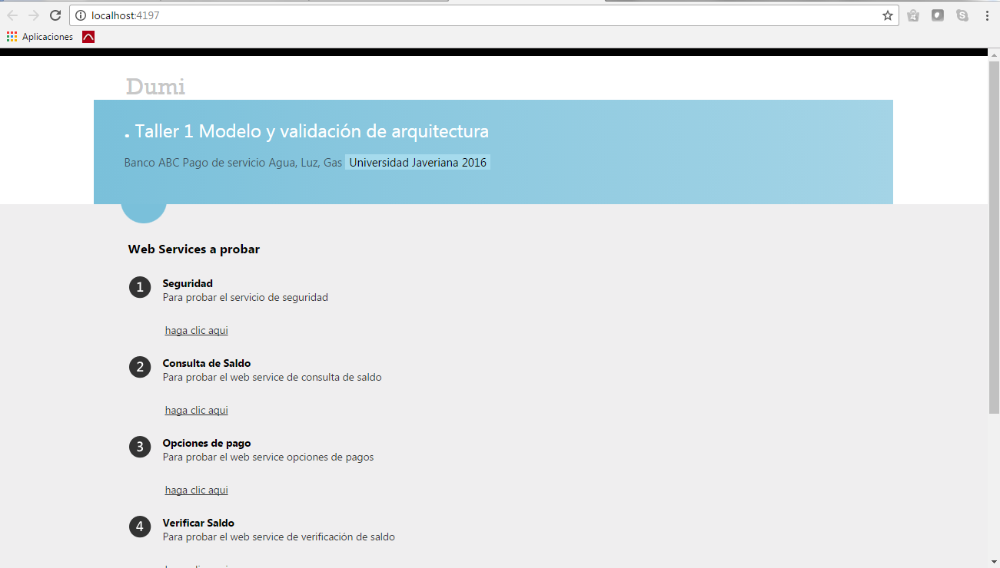 localhost:4197
Aplicaciones
Dumi
. Taller 1 Modelo y validación de arquitectura
Banco ABC Pago de servicio Agua, Luz, Gas Universidad Javeriana 2016
Web Services a probar
1 Seguridad
Para probar el servicio de seguridad
haga clic aqui
2 Consulta de Saldo
Para probar el web service de consulta de saldo
haga clic aqui
3 Opciones de pago
Para probar el web service opciones de pagos
haga clic aqui
4 Verificar Saldo
Para probar el web service de verificación de saldo